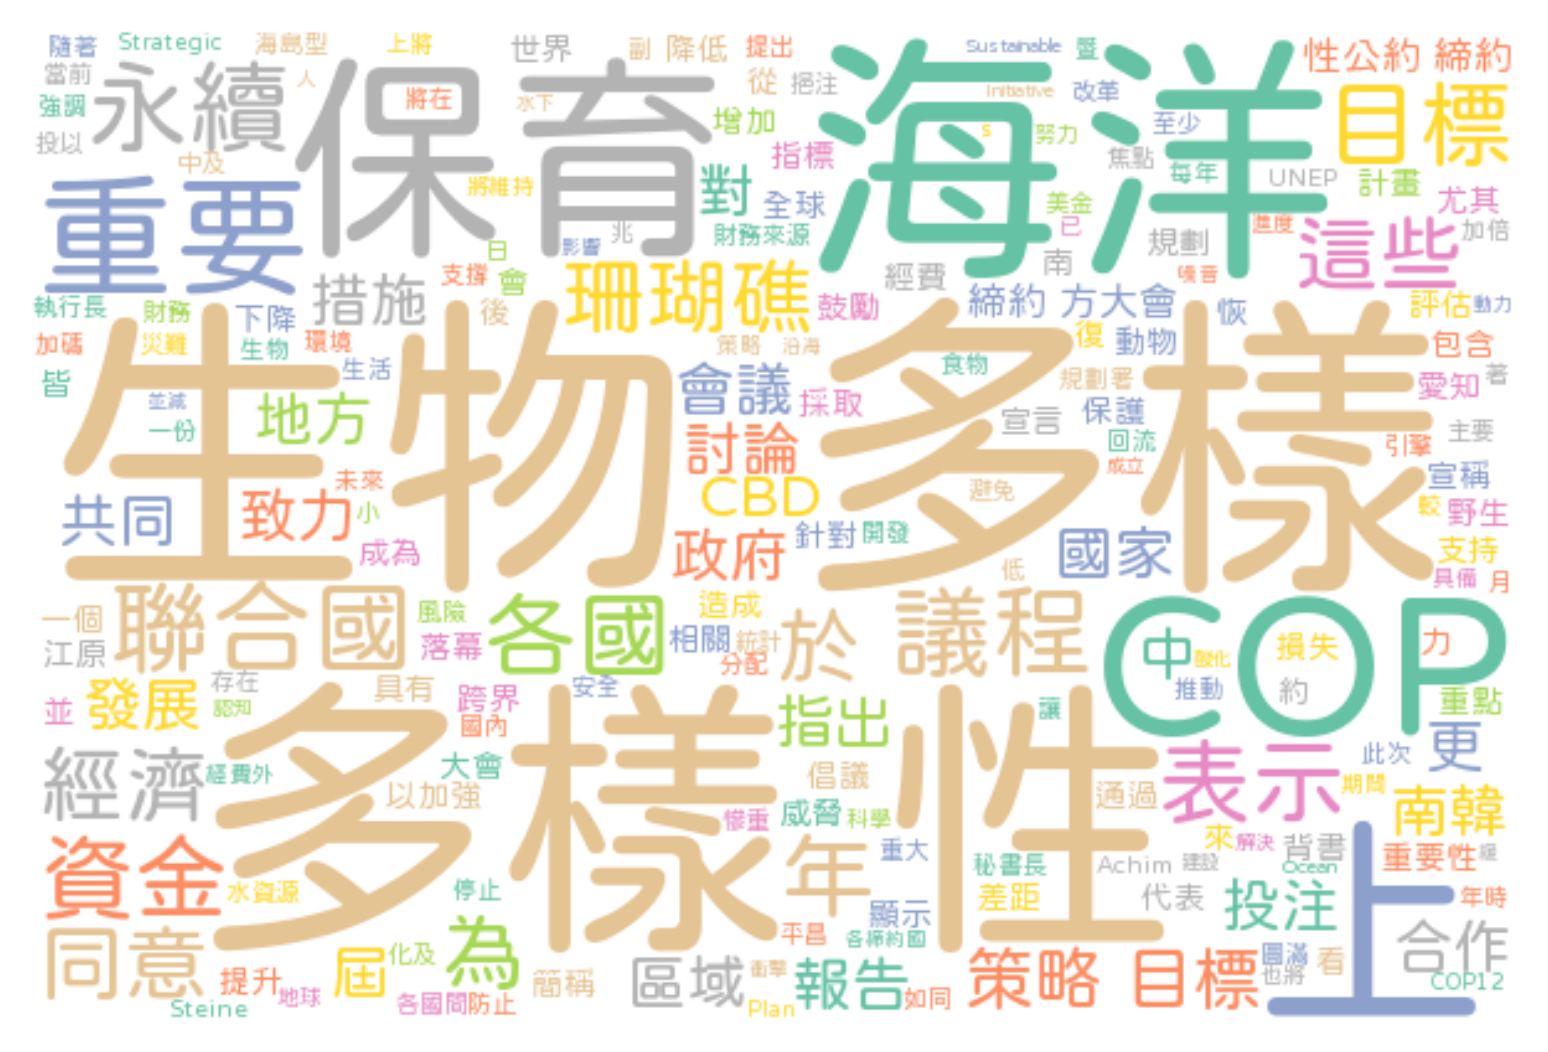 隨著 Strategic 海島型 上將 世界 副 降低 提出 Sustainable 暨 性公約 締約
當前 永續 人 保育 將在 水下 從 挹注 海洋 Initiative 改革 目標
強調 增加 s 努力 至少
投以 中及 指標 焦點 每年 UNEP 計畫 尤其
重要 將維持 對 全球 美金 已 進度 這些 加倍
日 影響 兆 財務來源 南 規劃
措施 支撐 會 珊瑚礁 經費 噪音
執行長 財務 下降 後 鼓勵 締約 方大會 恢 評估 動力
加碼 災難 生物 環境 策略 沿海 復 動物 包含
皆 生活 生物多樣 會議 採取 食物 規劃署 愛知 著
並減 一份 地方 宣言 保護 主要
討論 回流 成立 引擎
未來 CBD 避免 宣稱
共同 致力 小 政府 針對 開發 國家 較 野生
成為 低 支持 具備 月
一個 聯合國 風險 各國 造成 於 議程 COP
江原 落幕 相關 統計 分配 中 酸化 損失 力
並 發展 存在 認知 具有 跨界 國內 安全 指出 讓 推動 約 重點
經濟 經費外 大會 多樣性 倡議 表示 此次 更
以加強 慘重 威脅 科學 通過 期間 南韓
資金 年 重大 來 解決 背書 重要性 緩
水資源 停止 秘書長 Achim 建設 Ocean
顯示 差距 代表 投注 上 年時
同意 提升 屆 化及 為 平昌 各締約國 圓滿 看 合作
地球 簡稱 區域 衝擊 報告 策略 目標 也將 COP12
Steine 各國間 防止 Plan 如同